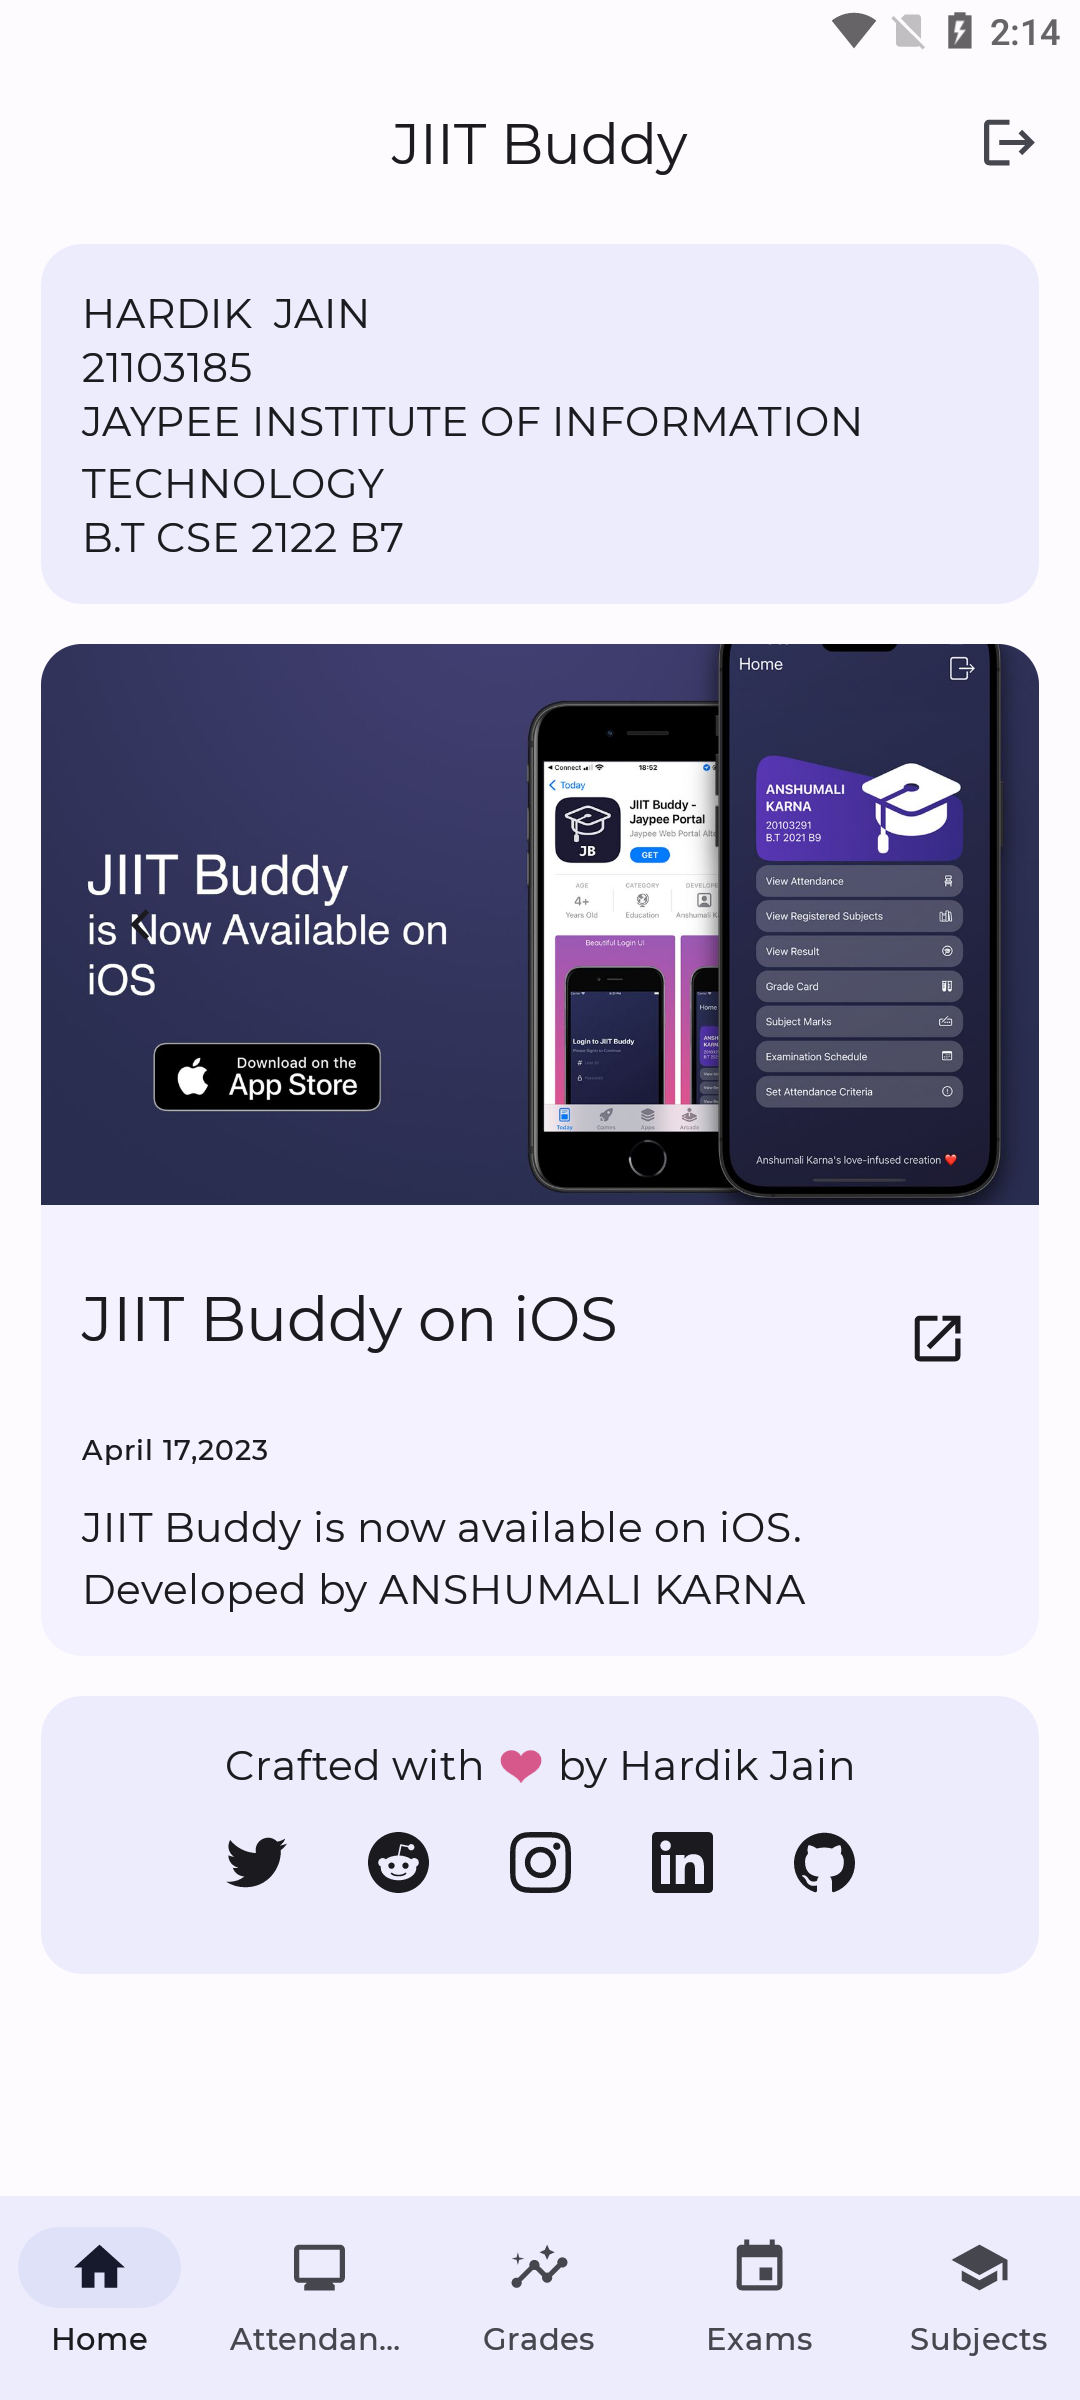 2:14
JIIT Buddy
HARDIK  JAIN
21103185
JAYPEE INSTITUTE OF INFORMATION
TECHNOLOGY
B.T CSE 2122 B7
JIIT Buddy
is Now Available on
iOS
Download on the
App Store
Connect
18:52
Today
JIIT Buddy -
Jaypee Portal
Jaypee Web Portal
GET
JB
AGE
4+
Years Old
CATEGORY
Education
Beautiful Login UI
Login to JIIT Buddy
Today
Games
Apps
Arcade
Home
ANSHUMALI
KARNA
20103291
B.T 2021 B9
View Attendance
View Registered Subjects
View Result
Grade Card
Subject Marks
Examination Schedule
Set Attendance Criteria
Anshumali Karna's love-infused creation ❤️
JIIT Buddy on iOS
April 17,2023
JIIT Buddy is now available on iOS.
Developed by ANSHUMALI KARNA
Crafted with ❤ by Hardik Jain
Home
Attendan...
Grades
Exams
Subjects